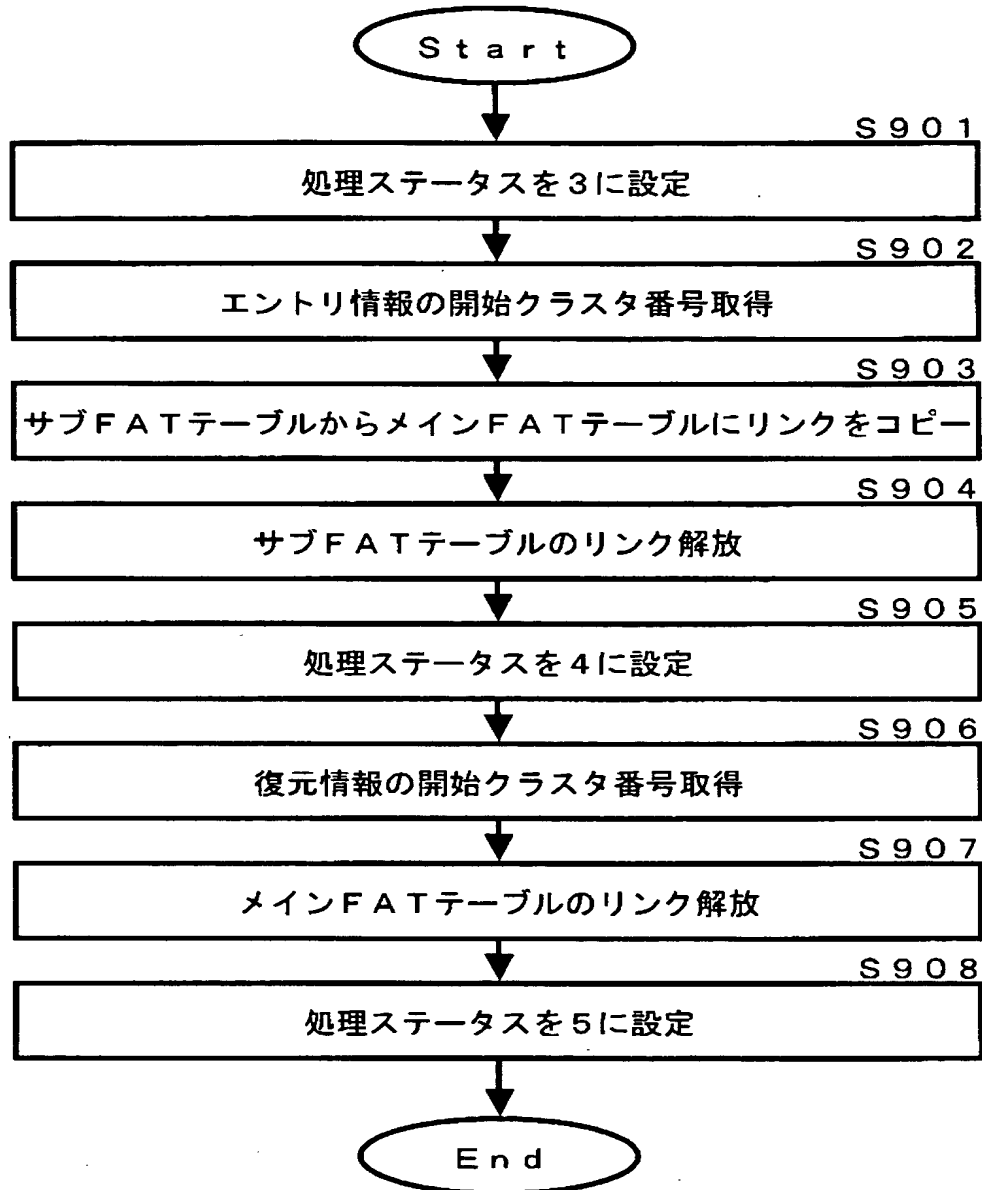 Start
S901
処理ステータスを3に設定
S902
エントリ情報の開始クラスタ番号取得
S903
サブFATテーブルからメインFATテーブルにリンクをコピー
S904
サブFATテーブルのリンク解放
S905
処理ステータスを4に設定
S906
復元情報の開始クラスタ番号取得
S907
メインFATテーブルのリンク解放
S908
処理ステータスを5に設定
End